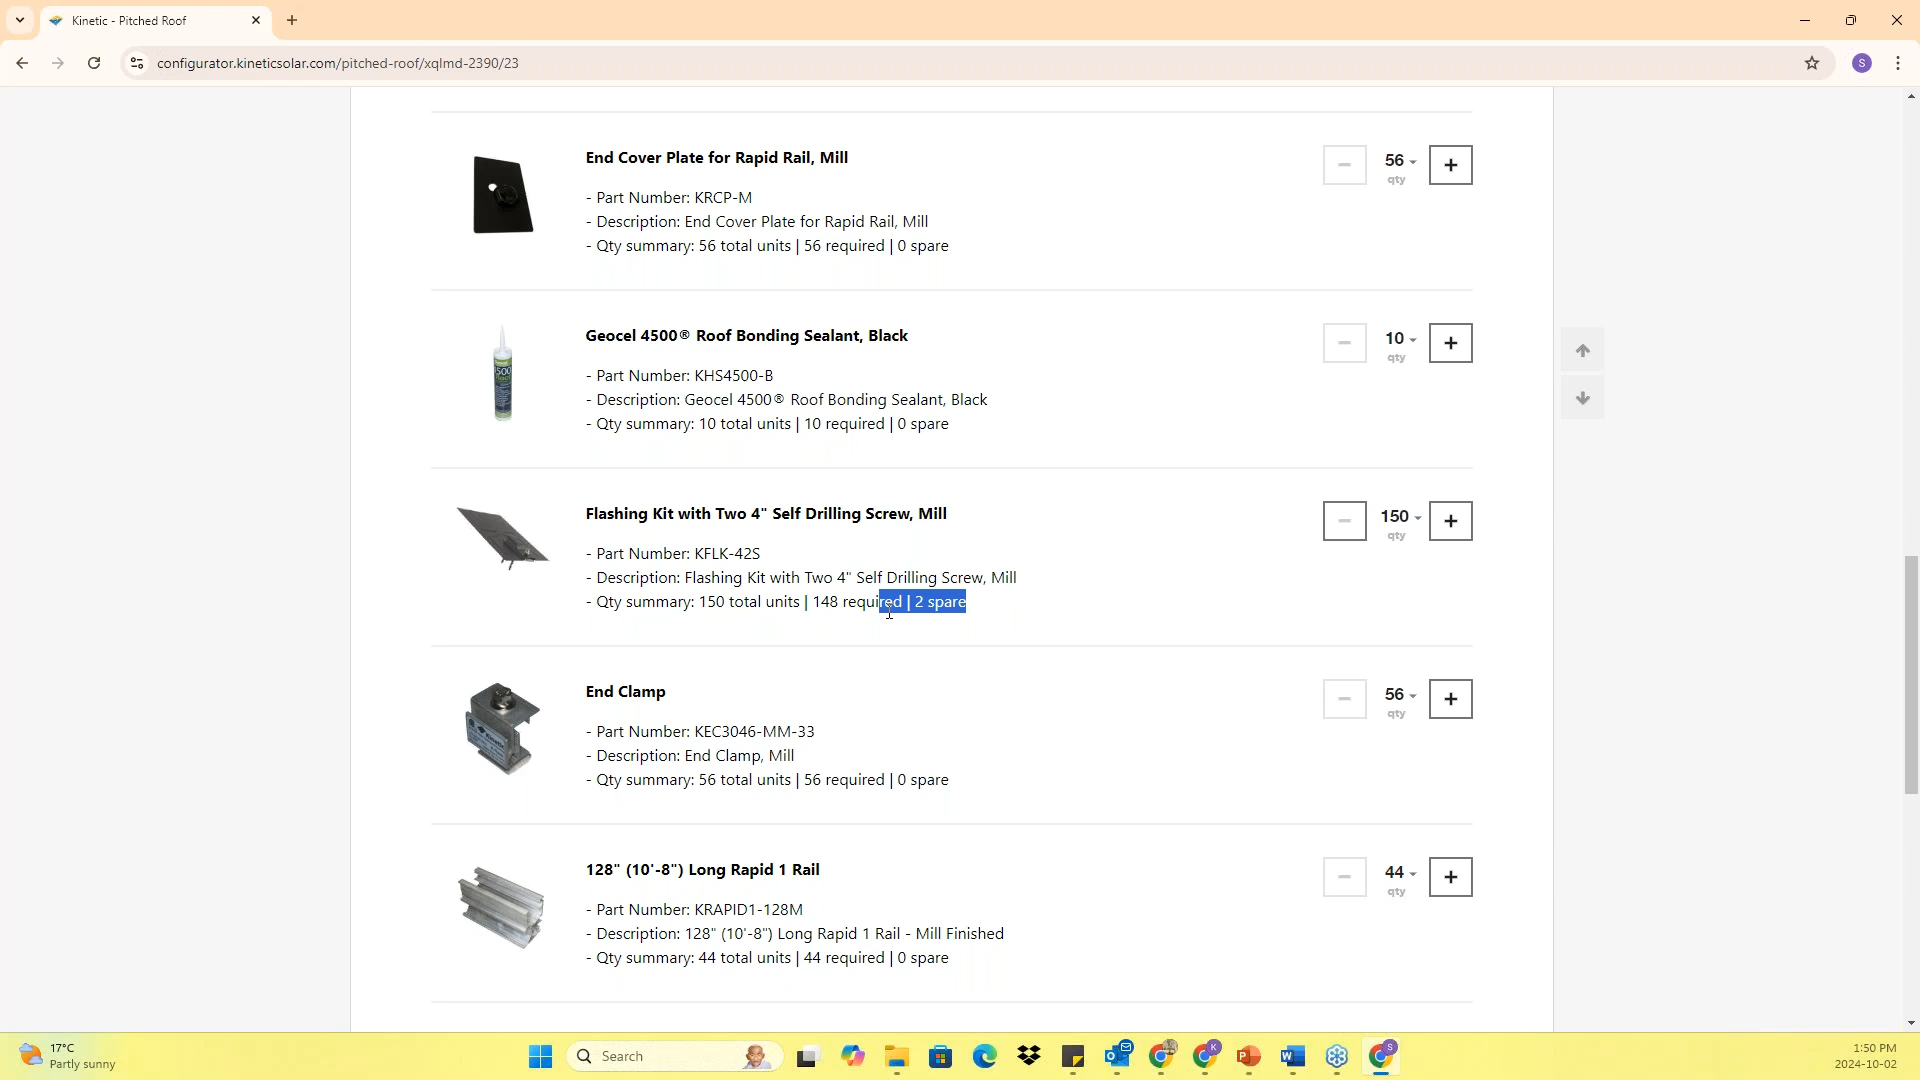 Kinetic - Pitched Roof
configurator.kineticsolar.com/pitched-roof/xqlmd-2390/23
S
End Cover Plate for Rapid Rail, Mill
- Part Number: KRCP-M
- Description: End Cover Plate for Rapid Rail, Mill
- Qty summary: 56 total units | 56 required | 0 spare
56
qty
Geocel 4500® Roof Bonding Sealant, Black
- Part Number: KHS4500-B
- Description: Geocel 4500® Roof Bonding Sealant, Black
- Qty summary: 10 total units | 10 required | 0 spare
10
qty
Flashing Kit with Two 4" Self Drilling Screw, Mill
- Part Number: KFLK-42S
- Description: Flashing Kit with Two 4" Self Drilling Screw, Mill
- Qty summary: 150 total units | 148 required | 2 spare
150
qty
End Clamp
- Part Number: KEC3046-MM-33
- Description: End Clamp, Mill
- Qty summary: 56 total units | 56 required | 0 spare
56
qty
128" (10'-8") Long Rapid 1 Rail
- Part Number: KRAPID1-128M
- Description: 128" (10'-8") Long Rapid 1 Rail - Mill Finished
- Qty summary: 44 total units | 44 required | 0 spare
44
qty
17°C
Partly sunny
Search
1:50 PM
2024-10-02